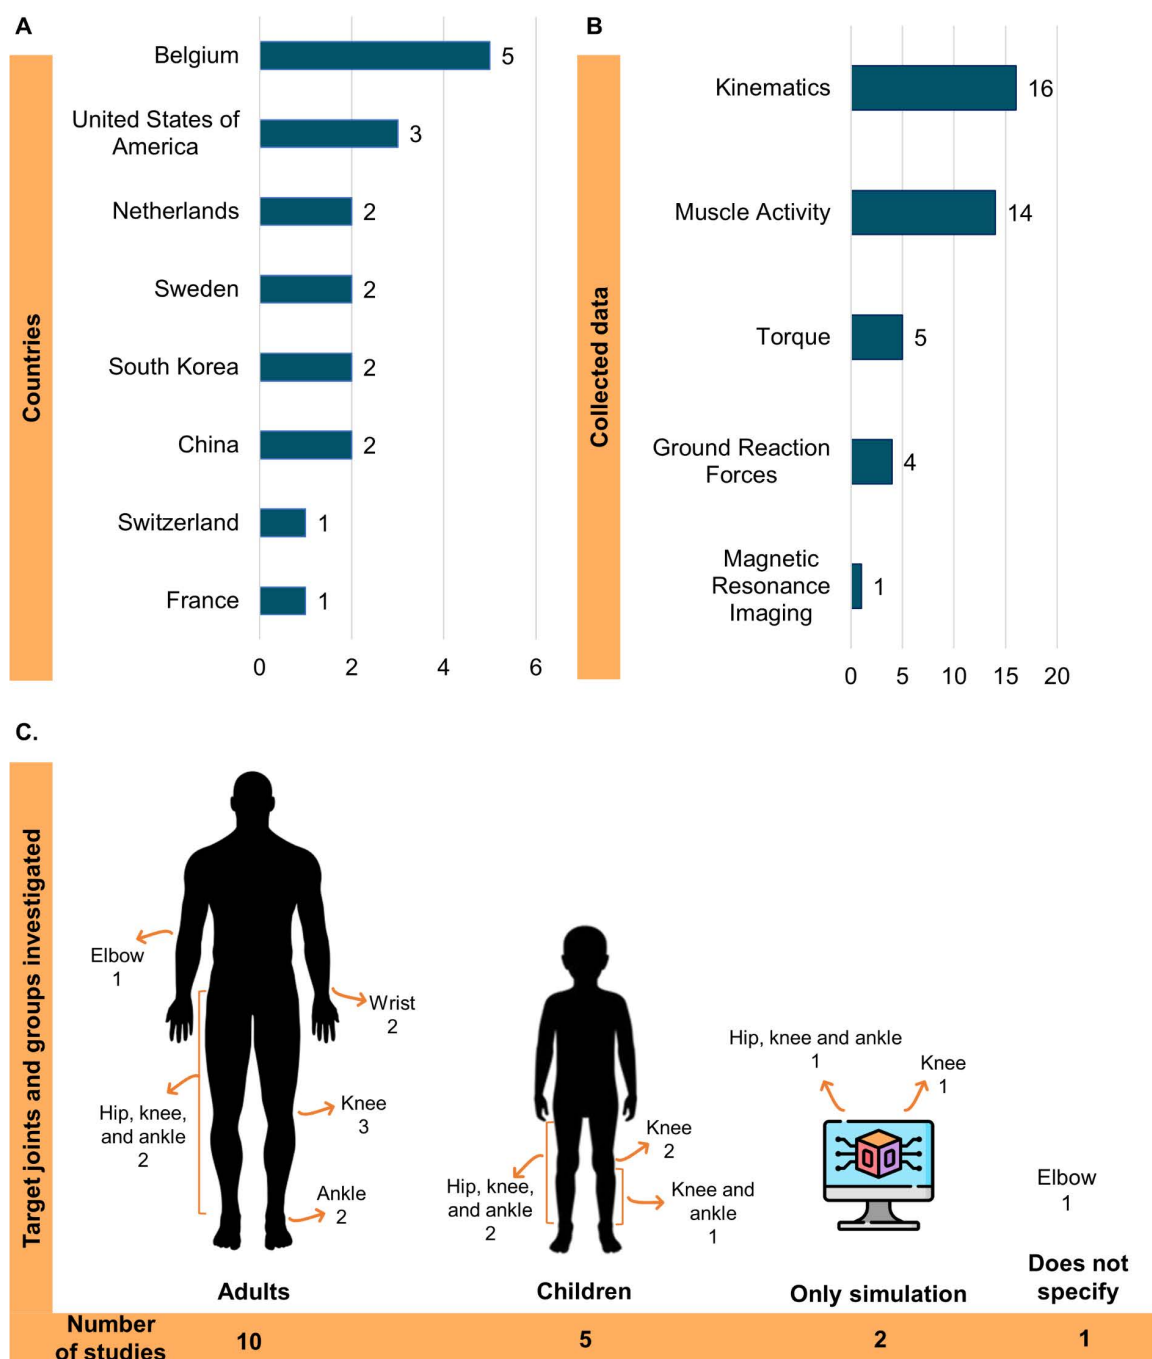 A
Countries
Belgium
5
United States of
America
3
Netherlands
2
Sweden
2
South Korea
2
China
2
Switzerland
1
France
1
0 2 4 6
B
Collected data
Kinematics
16
Muscle Activity
14
Torque
5
Ground Reaction
Forces
4
Magnetic
Resonance
Imaging
1
0 5 10 15 20
C.
Target joints and groups investigated
Elbow
1
Wrist
2
Hip, knee,
and ankle
2
Knee
3
Ankle
2
Adults
Knee
2
Hip, knee,
and ankle
2
Knee and
ankle
1
Children
Hip, knee and ankle
1
Knee
1
Only simulation
Elbow
1
Does not
specify
Number
of studies
10
5
2
1